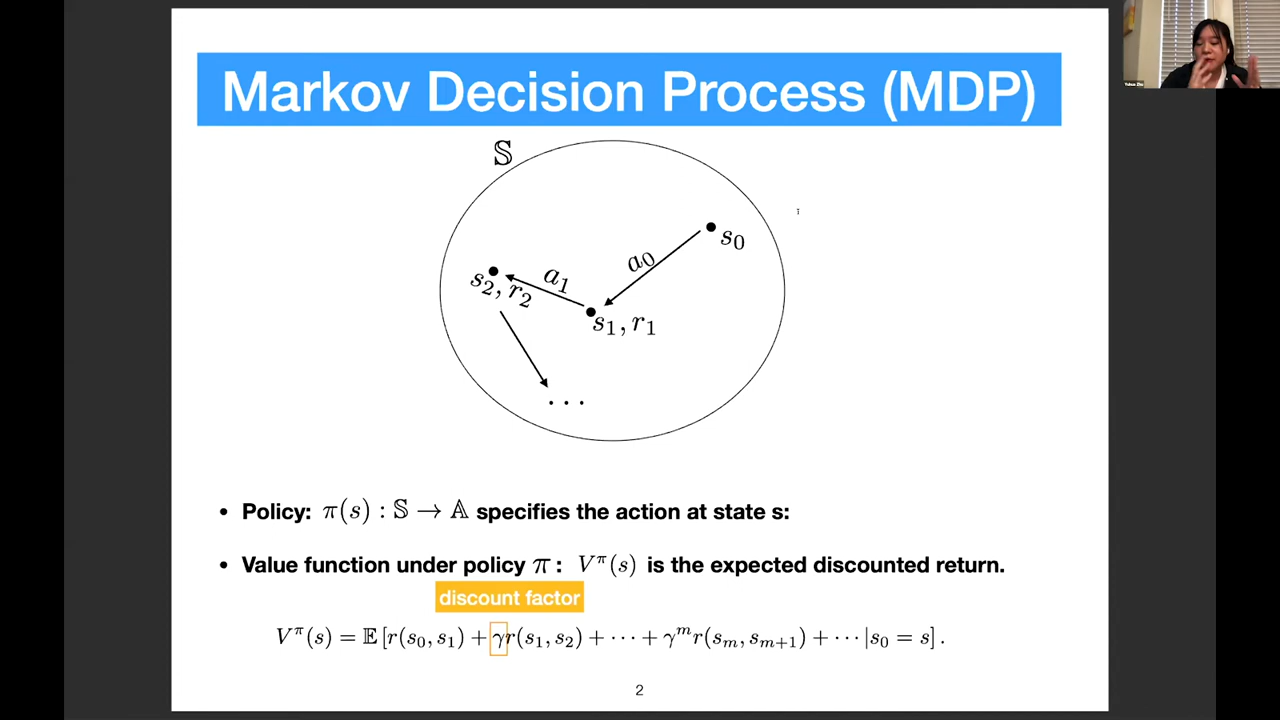 Markov Decision Process (MDP)
𝕊
s₀
a₀
a₁
s₂, r₂
s₁, r₁
. . .
• Policy: π(s) : 𝕊 → 𝔸 specifies the action at state s:
• Value function under policy π : V^π(s) is the expected discounted return.
discount factor
V^π(s) = 𝔼 [r(s₀, s₁) + γr(s₁, s₂) + ⋯ + γ^m r(s_m, s_{m+1}) + ⋯ |s₀ = s] .
2